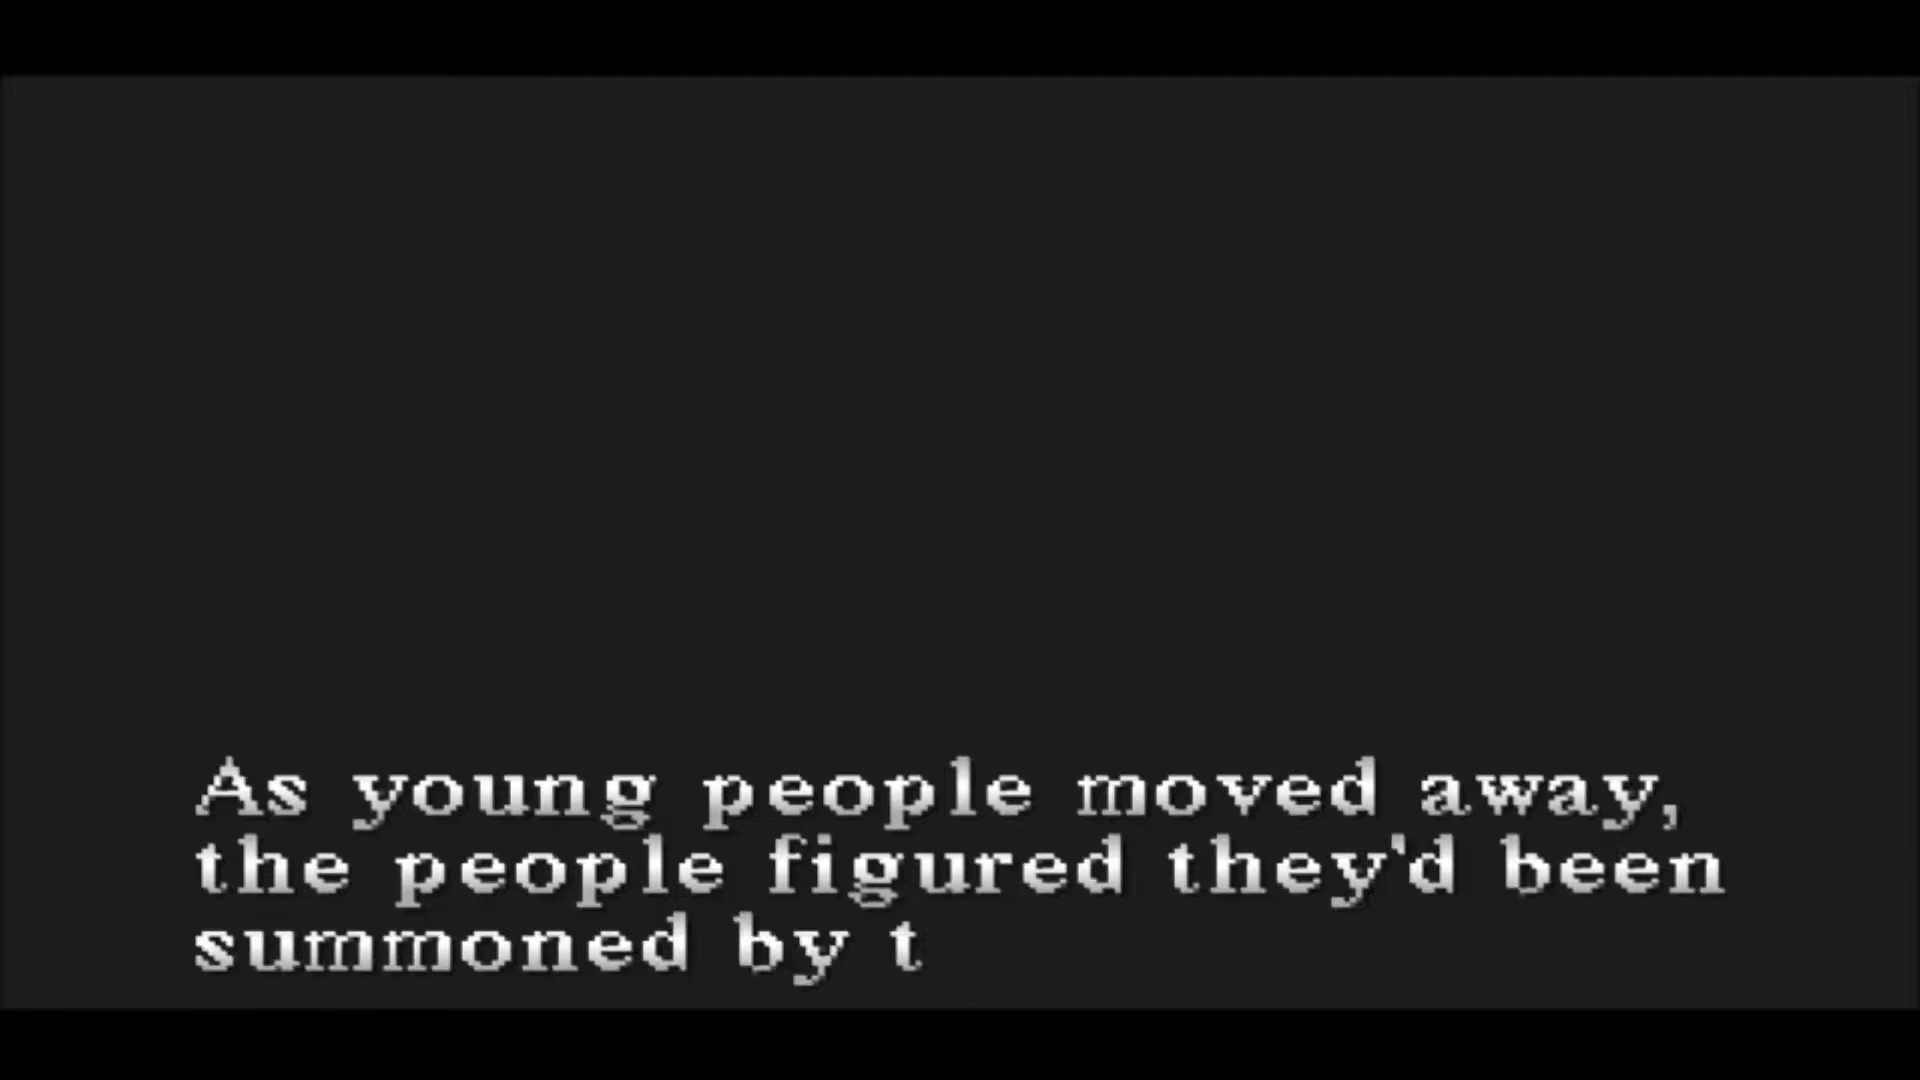 As young people moved away,
the people figured they'd been
summoned by t